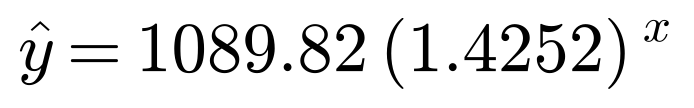 ŷ = 1089.82 (1.4252)^x